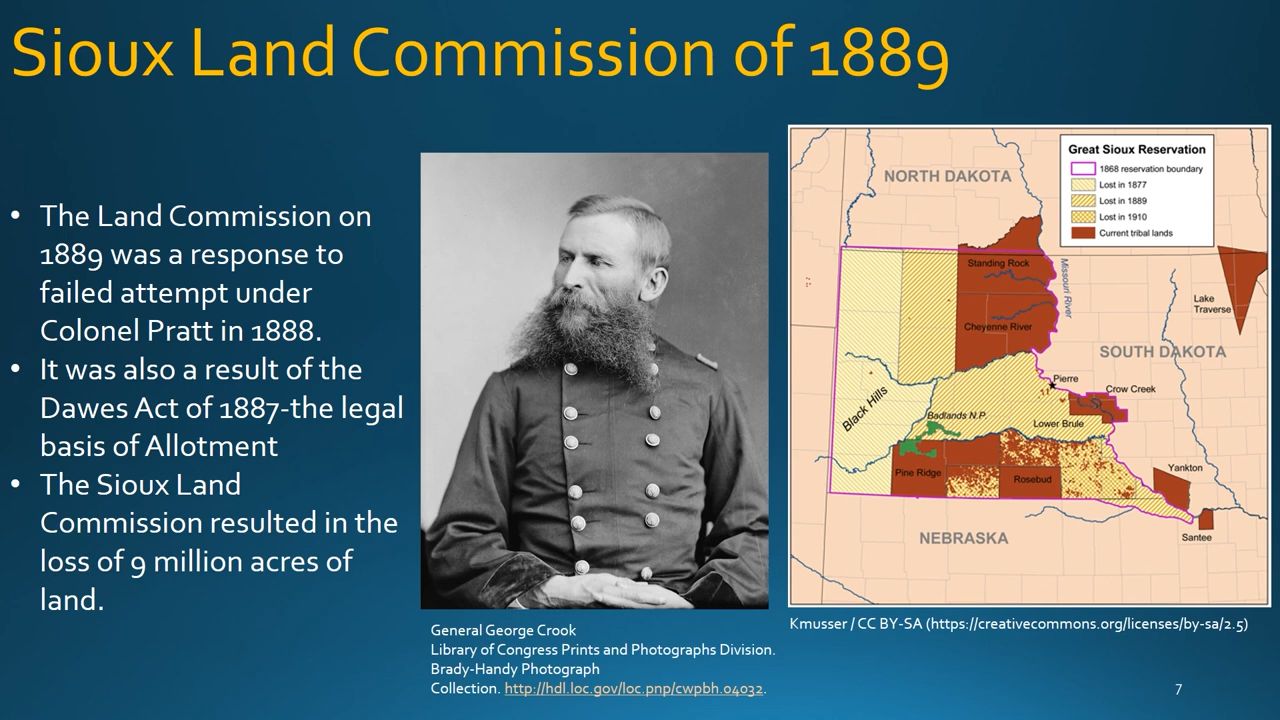 Sioux Land Commission of 1889
• The Land Commission on
1889 was a response to
failed attempt under
Colonel Pratt in 1888.
• It was also a result of the
Dawes Act of 1887-the legal
basis of Allotment
• The Sioux Land
Commission resulted in the
loss of 9 million acres of
land.
General George Crook
Library of Congress Prints and Photographs Division.
Brady-Handy Photograph
Collection. http://hdl.loc.gov/loc.pnp/cwpbh.04032.
Great Sioux Reservation
1868 reservation boundary
Lost in 1877
Lost in 1889
Lost in 1910
Current tribal lands
NORTH DAKOTA
Standing Rock
Missouri River
Lake
Traverse
Cheyenne River
SOUTH DAKOTA
Pierre
Crow Creek
Black Hills
Badlands N.P.
Lower Brule
Pine Ridge
Rosebud
Yankton
NEBRASKA
Santee
Kmusser / CC BY-SA (https://creativecommons.org/licenses/by-sa/2.5)
7